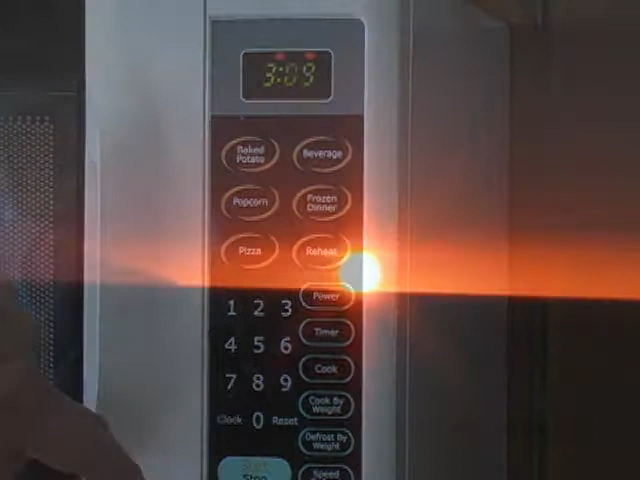 3:09
Baked
Potato
Beverage
Popcorn
Frozen
Dinner
Pizza
Reheat
Power
1 2 3
Timer
4 5 6
Cook
7 8 9
Cook By
Weight
Clock 0 Reset
Defrost By
Weight
Stop
Speed